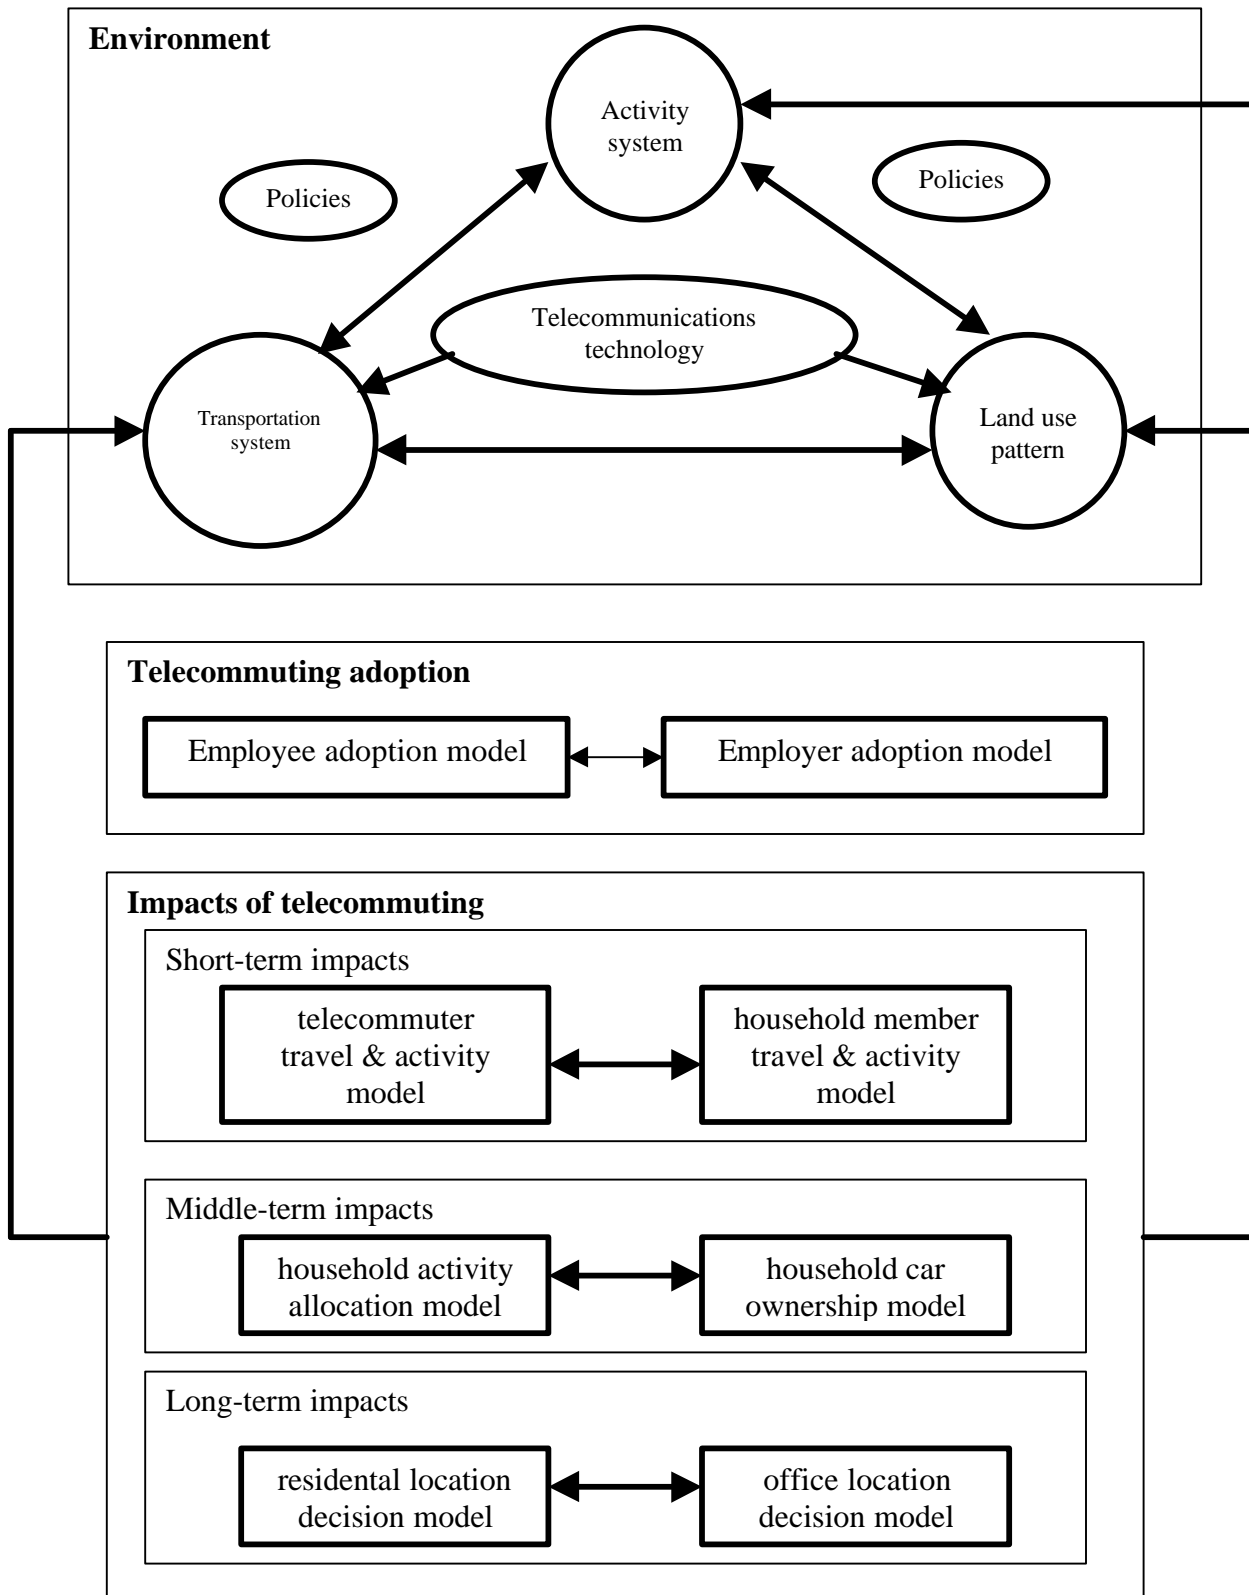 Environment
Activity
system
Policies
Policies
Telecommunications
technology
Transportation
system
Land use
pattern
Telecommuting adoption
Employee adoption model
Employer adoption model
Impacts of telecommuting
Short-term impacts
telecommuter
travel & activity
model
household member
travel & activity
model
Middle-term impacts
household activity
allocation model
household car
ownership model
Long-term impacts
residental location
decision model
office location
decision model